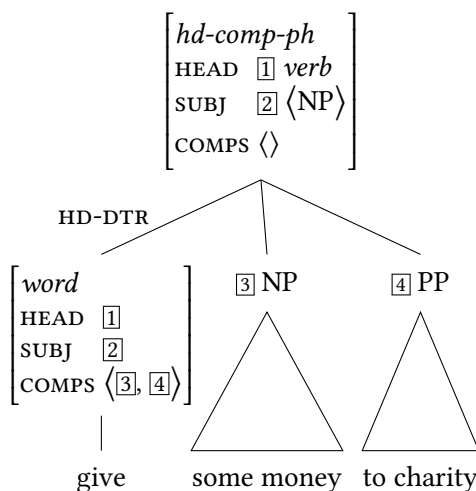 hd-comp-ph
HEAD 1 verb
SUBJ 2 ⟨NP⟩
COMPS ⟨⟩
HD-DTR
word
HEAD 1
SUBJ 2
COMPS ⟨3, 4⟩
3 NP
4 PP
give some money to charity